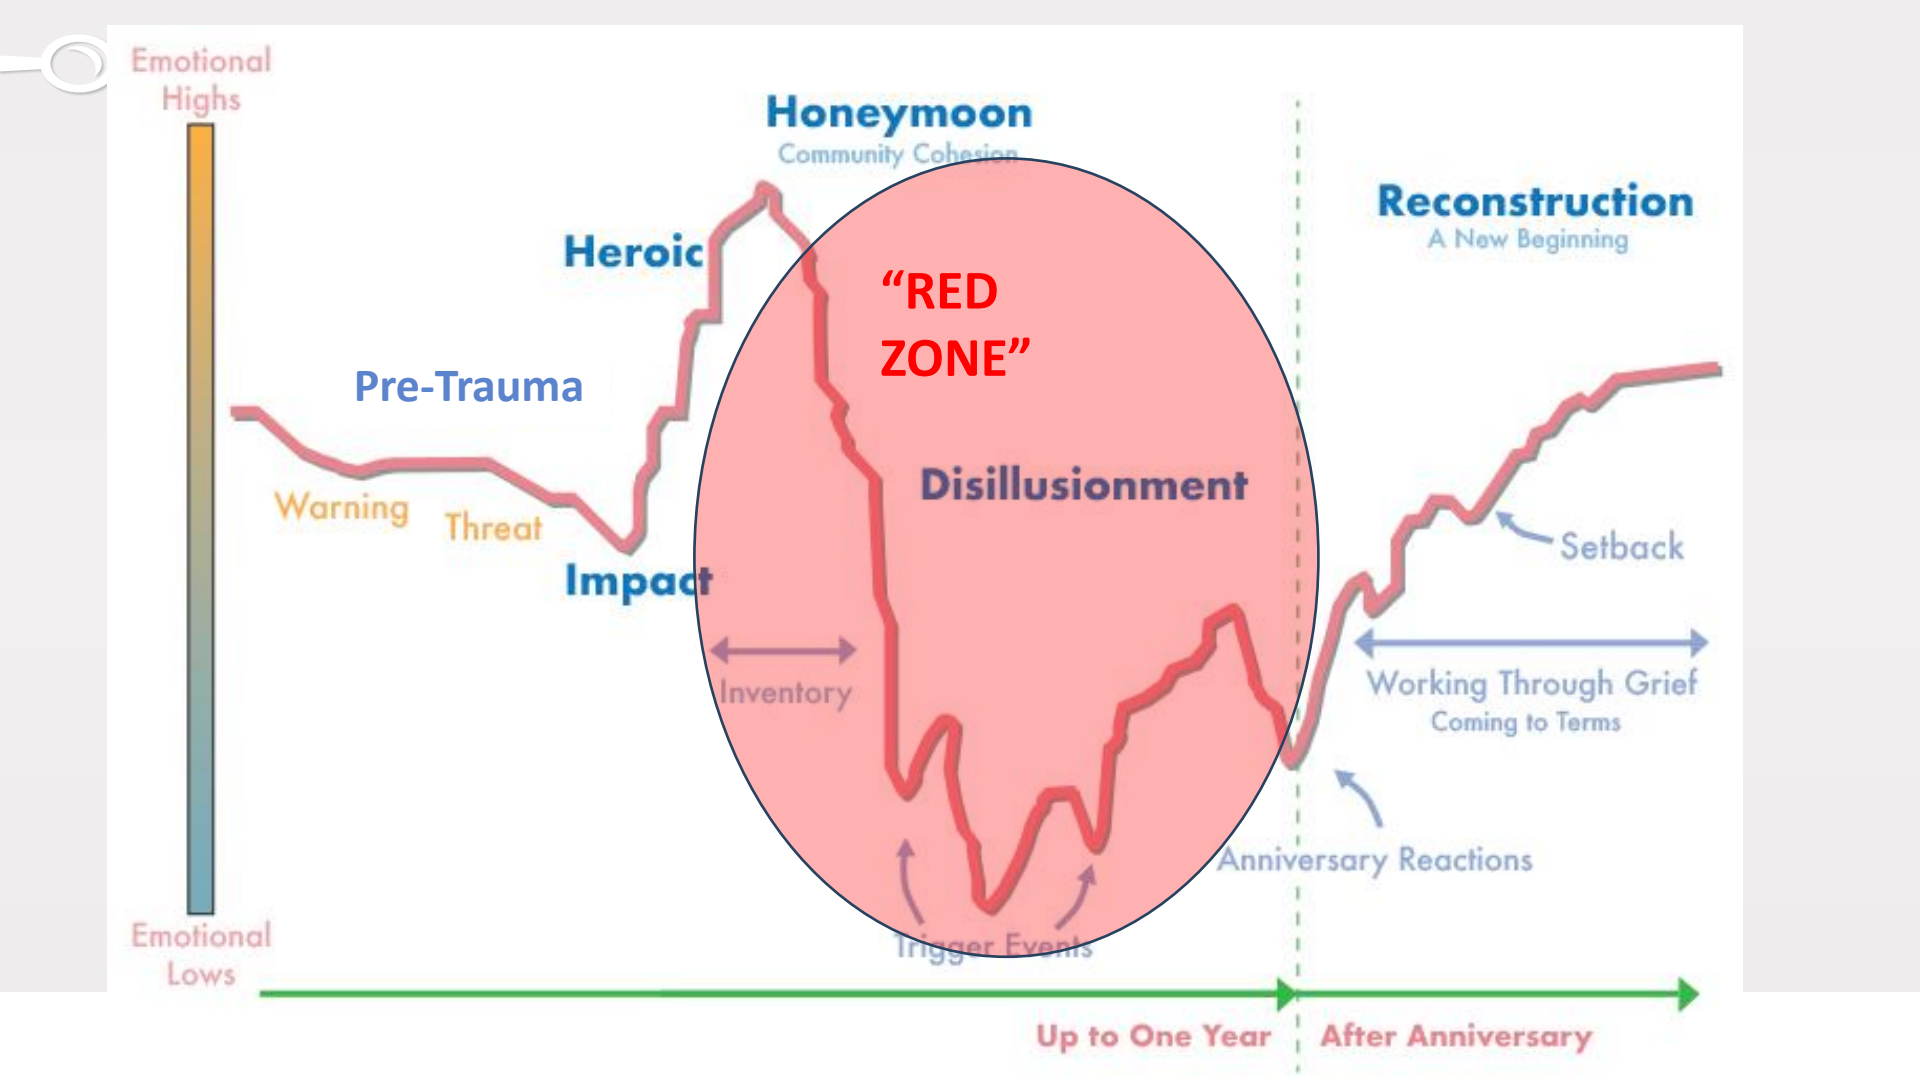 Emotional
Highs
Honeymoon
Community Cohesion
Reconstruction
A New Beginning
Heroic
“RED
ZONE”
Pre-Trauma
Disillusionment
Warning
Threat
Setback
Impact
Inventory
Working Through Grief
Coming to Terms
Anniversary Reactions
Trigger Events
Emotional
Lows
Up to One Year
After Anniversary